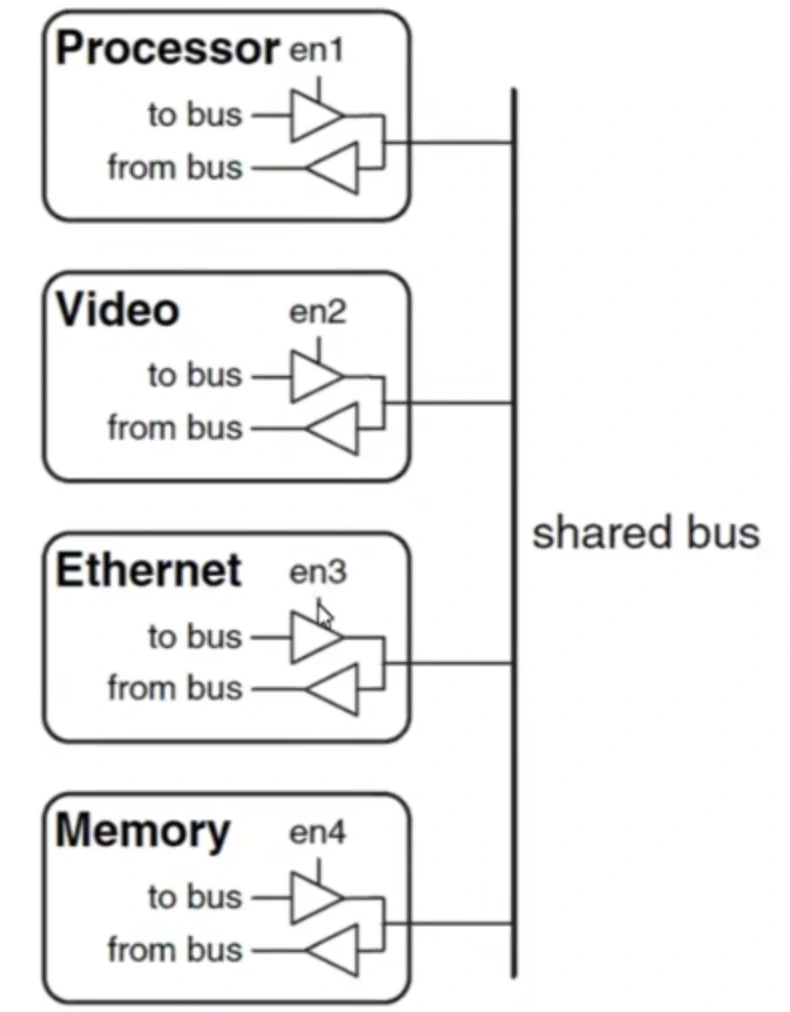 Processor en1
to bus
from bus
Video en2
to bus
from bus
Ethernet en3
to bus
from bus
Memory en4
to bus
from bus
shared bus